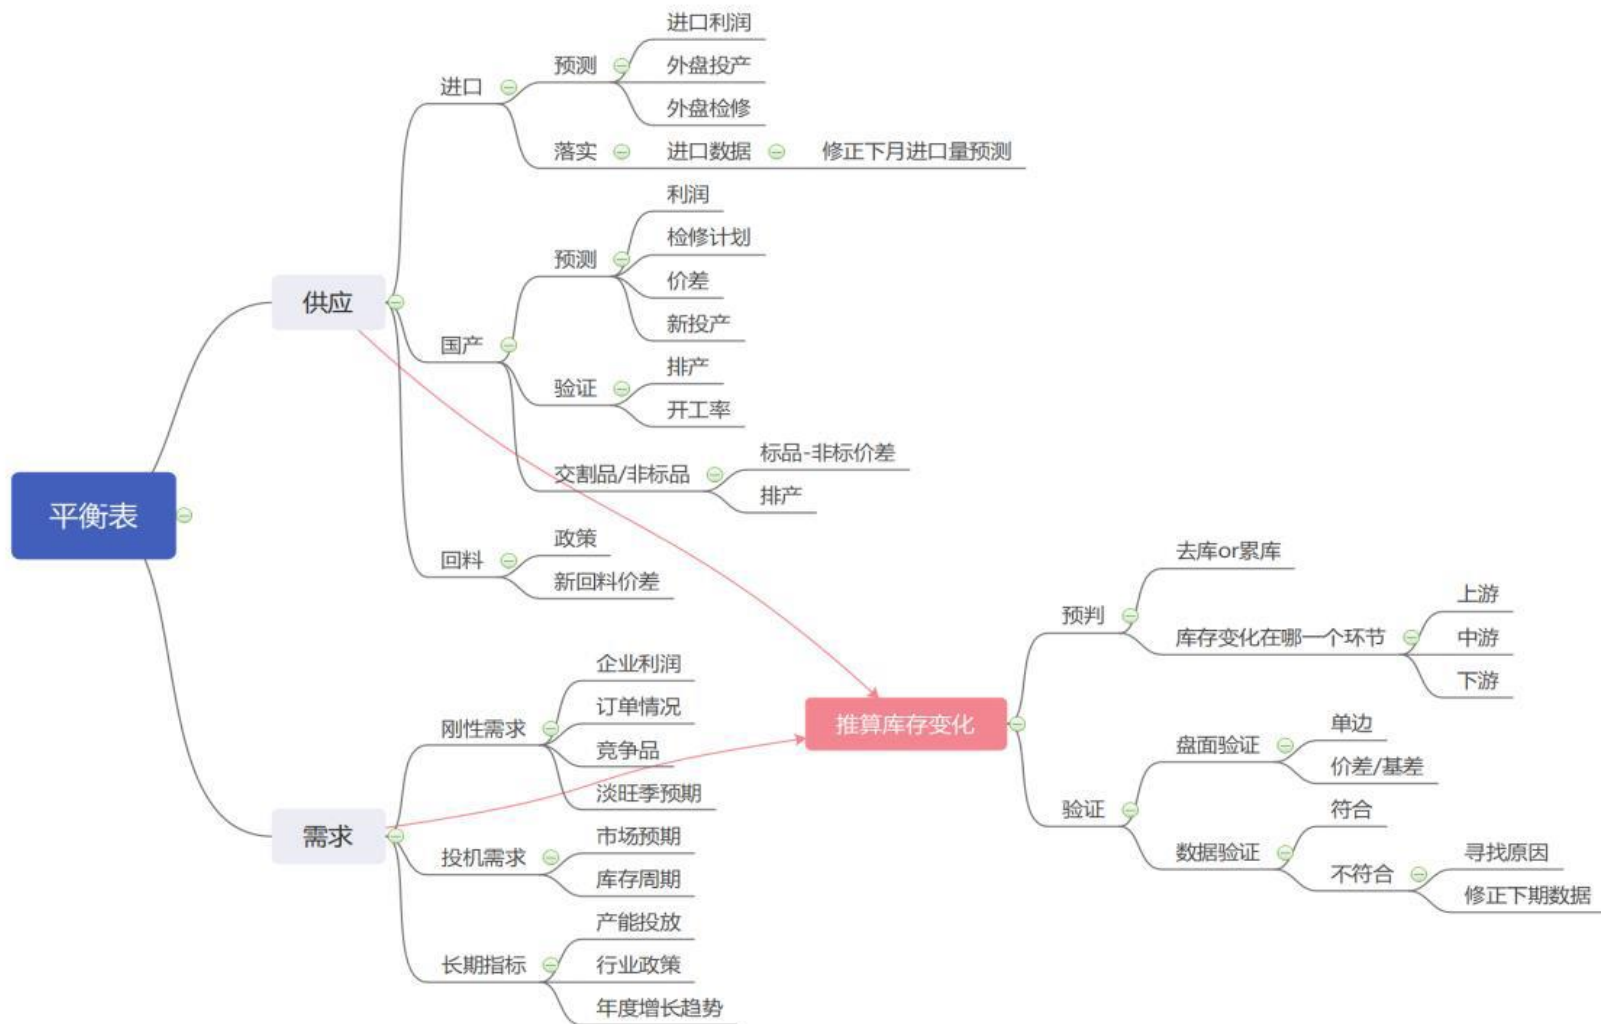 平衡表
供应
进口
预测
进口利润
外盘投产
外盘检修
落实
进口数据
修正下月进口量预测
国产
预测
利润
检修计划
价差
新投产
验证
排产
开工率
交割品/非标品
标品-非标价差
排产
回料
政策
新回料价差
需求
刚性需求
企业利润
订单情况
竞争品
淡旺季预期
投机需求
市场预期
库存周期
长期指标
产能投放
行业政策
年度增长趋势
推算库存变化
预判
去库or累库
库存变化在哪一个环节
上游
中游
下游
验证
盘面验证
单边
价差/基差
数据验证
符合
不符合
寻找原因
修正下期数据